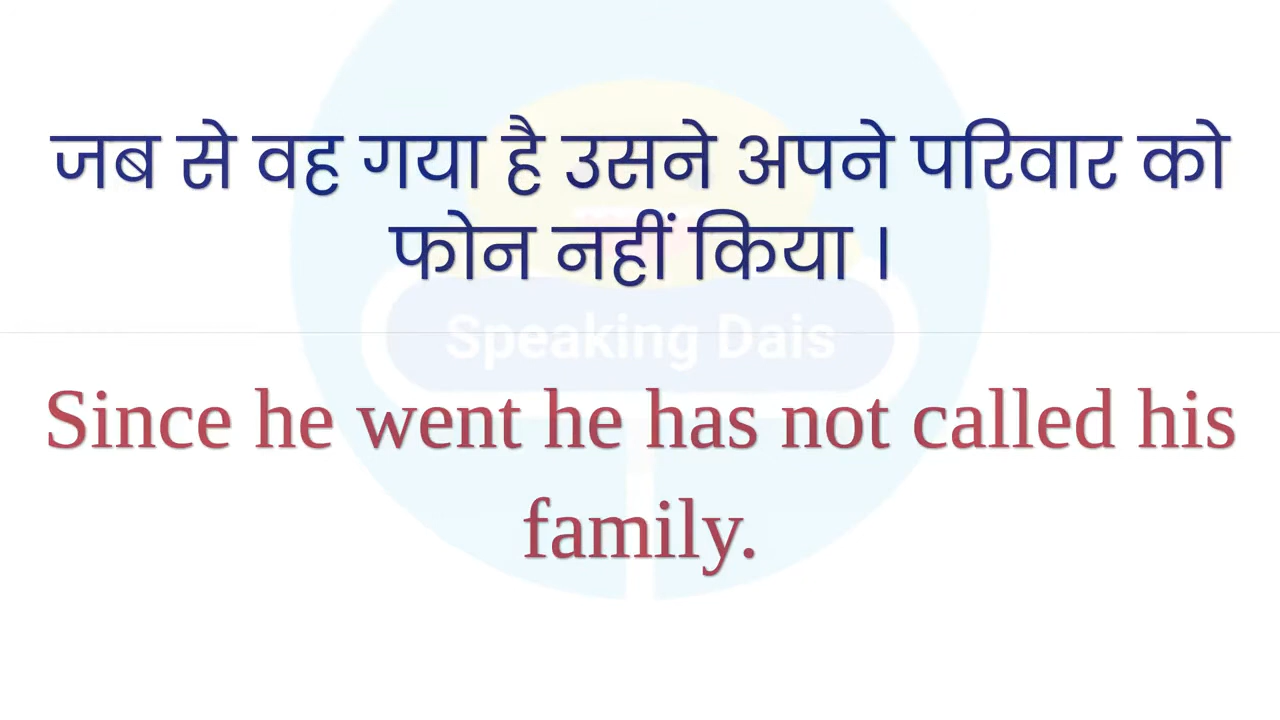 जब से वह गया है उसने अपने परिवार को
फोन नहीं किया ।
Speaking Dais
Since he went he has not called his
family.